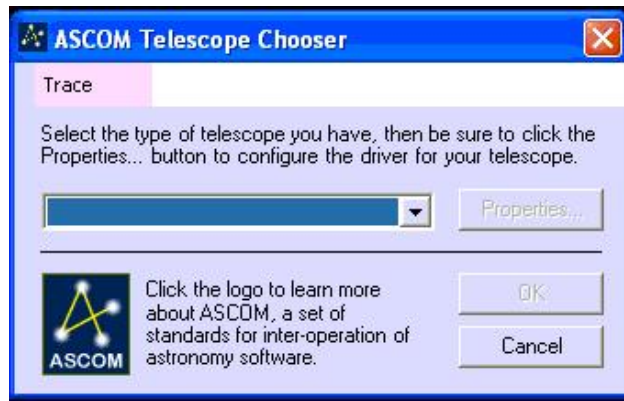 ASCOM Telescope Chooser
Trace
Select the type of telescope you have, then be sure to click the
Properties... button to configure the driver for your telescope.
Properties...
Click the logo to learn more
about ASCOM, a set of
standards for inter-operation of
astronomy software.
ASCOM
OK
Cancel